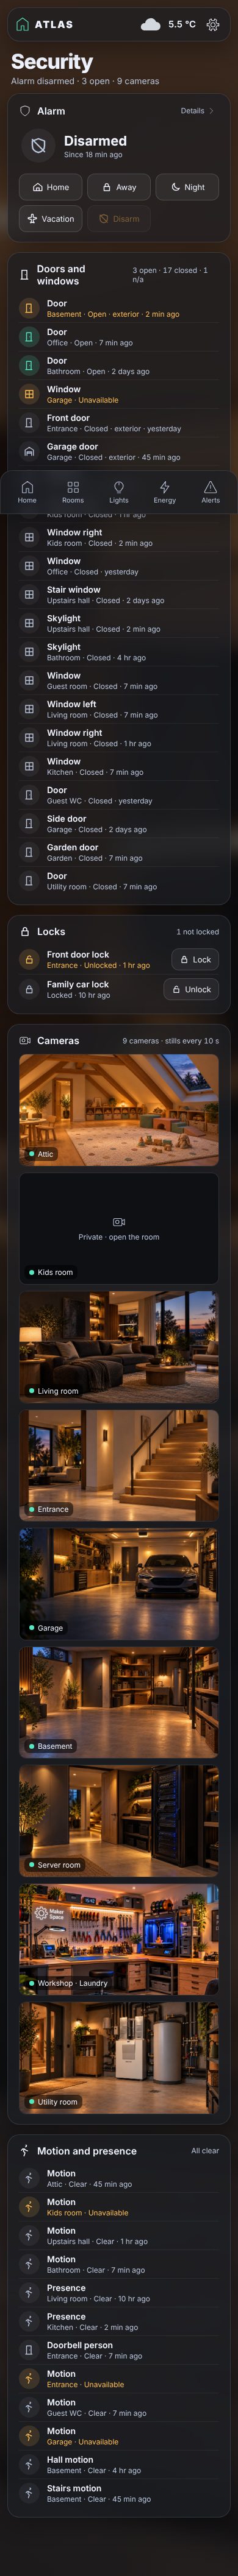 ATLAS
5.5 °C
Security
Alarm disarmed · 3 open · 9 cameras
Alarm
Details
Disarmed
Since 18 min ago
Home
Away
Night
Vacation
Disarm
Doors and windows
3 open · 17 closed · 1 n/a
Door
Basement · Open · exterior · 2 min ago
Door
Office · Open · 7 min ago
Door
Bathroom · Open · 2 days ago
Window
Garage · Unavailable
Front door
Entrance · Closed · exterior · yesterday
Garage door
Garage · Closed · exterior · 45 min ago
Home
Rooms
Lights
Energy
Alerts
Kids room · Closed · 1 hr ago
Window right
Kids room · Closed · 2 min ago
Window
Office · Closed · yesterday
Stair window
Upstairs hall · Closed · 2 days ago
Skylight
Upstairs hall · Closed · 2 min ago
Skylight
Bathroom · Closed · 4 hr ago
Window
Guest room · Closed · 7 min ago
Window left
Living room · Closed · 7 min ago
Window right
Living room · Closed · 1 hr ago
Window
Kitchen · Closed · 7 min ago
Door
Guest WC · Closed · yesterday
Side door
Garage · Closed · 2 days ago
Garden door
Garden · Closed · 7 min ago
Door
Utility room · Closed · 7 min ago
Locks
1 not locked
Front door lock
Entrance · Unlocked · 1 hr ago
Lock
Family car lock
Locked · 10 hr ago
Unlock
Cameras
9 cameras · stills every 10 s
Attic
Private · open the room
Kids room
Living room
Entrance
Garage
Basement
Server room
Maker
Space
Workshop · Laundry
Utility room
Motion and presence
All clear
Motion
Attic · Clear · 45 min ago
Motion
Kids room · Unavailable
Motion
Upstairs hall · Clear · 1 hr ago
Motion
Bathroom · Clear · 7 min ago
Presence
Living room · Clear · 10 hr ago
Presence
Kitchen · Clear · 2 min ago
Doorbell person
Entrance · Clear · 7 min ago
Motion
Entrance · Unavailable
Motion
Guest WC · Clear · 7 min ago
Motion
Garage · Unavailable
Hall motion
Basement · Clear · 4 hr ago
Stairs motion
Basement · Clear · 45 min ago